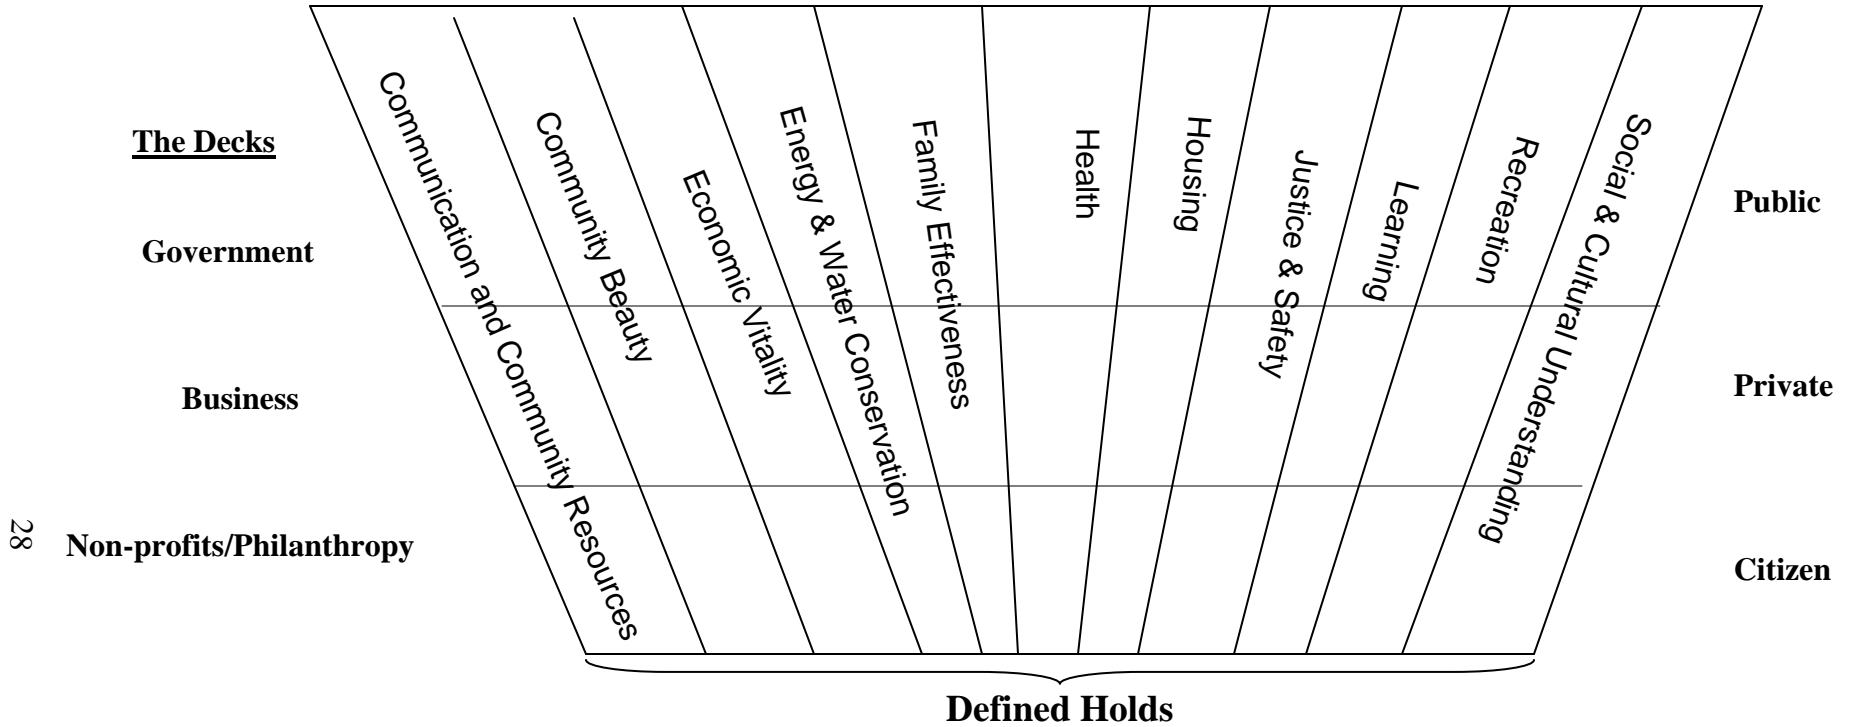 The Decks
Government
Business
Non-profits/Philanthropy
Communication and Community Resources
Community Beauty
Economic Vitality
Energy & Water Conservation
Family Effectiveness
Health
Housing
Justice & Safety
Learning
Recreation
Social & Cultural Understanding
Public
Private
Citizen
Defined Holds
28